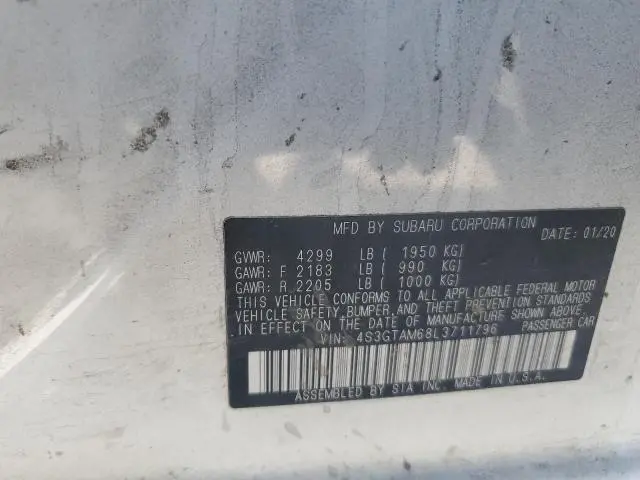 MFD BY SUBARU CORPORATION
DATE: 01/20
GVWR: 4299 LB ( 1950 KG)
GAWR: F 2183 LB ( 990 KG)
GAWR: R 2205 LB ( 1000 KG)
THIS VEHICLE CONFORMS TO ALL APPLICABLE FEDERAL MOTOR
VEHICLE SAFETY,BUMPER,AND THEFT PREVENTION STANDARDS
IN EFFECT ON THE DATE OF MANUFACTURE SHOWN ABOVE.
VIN: 4S3GTAM68L3711796 PASSENGER CAR
ASSEMBLED BY SIA INC. MADE IN U.S.A.